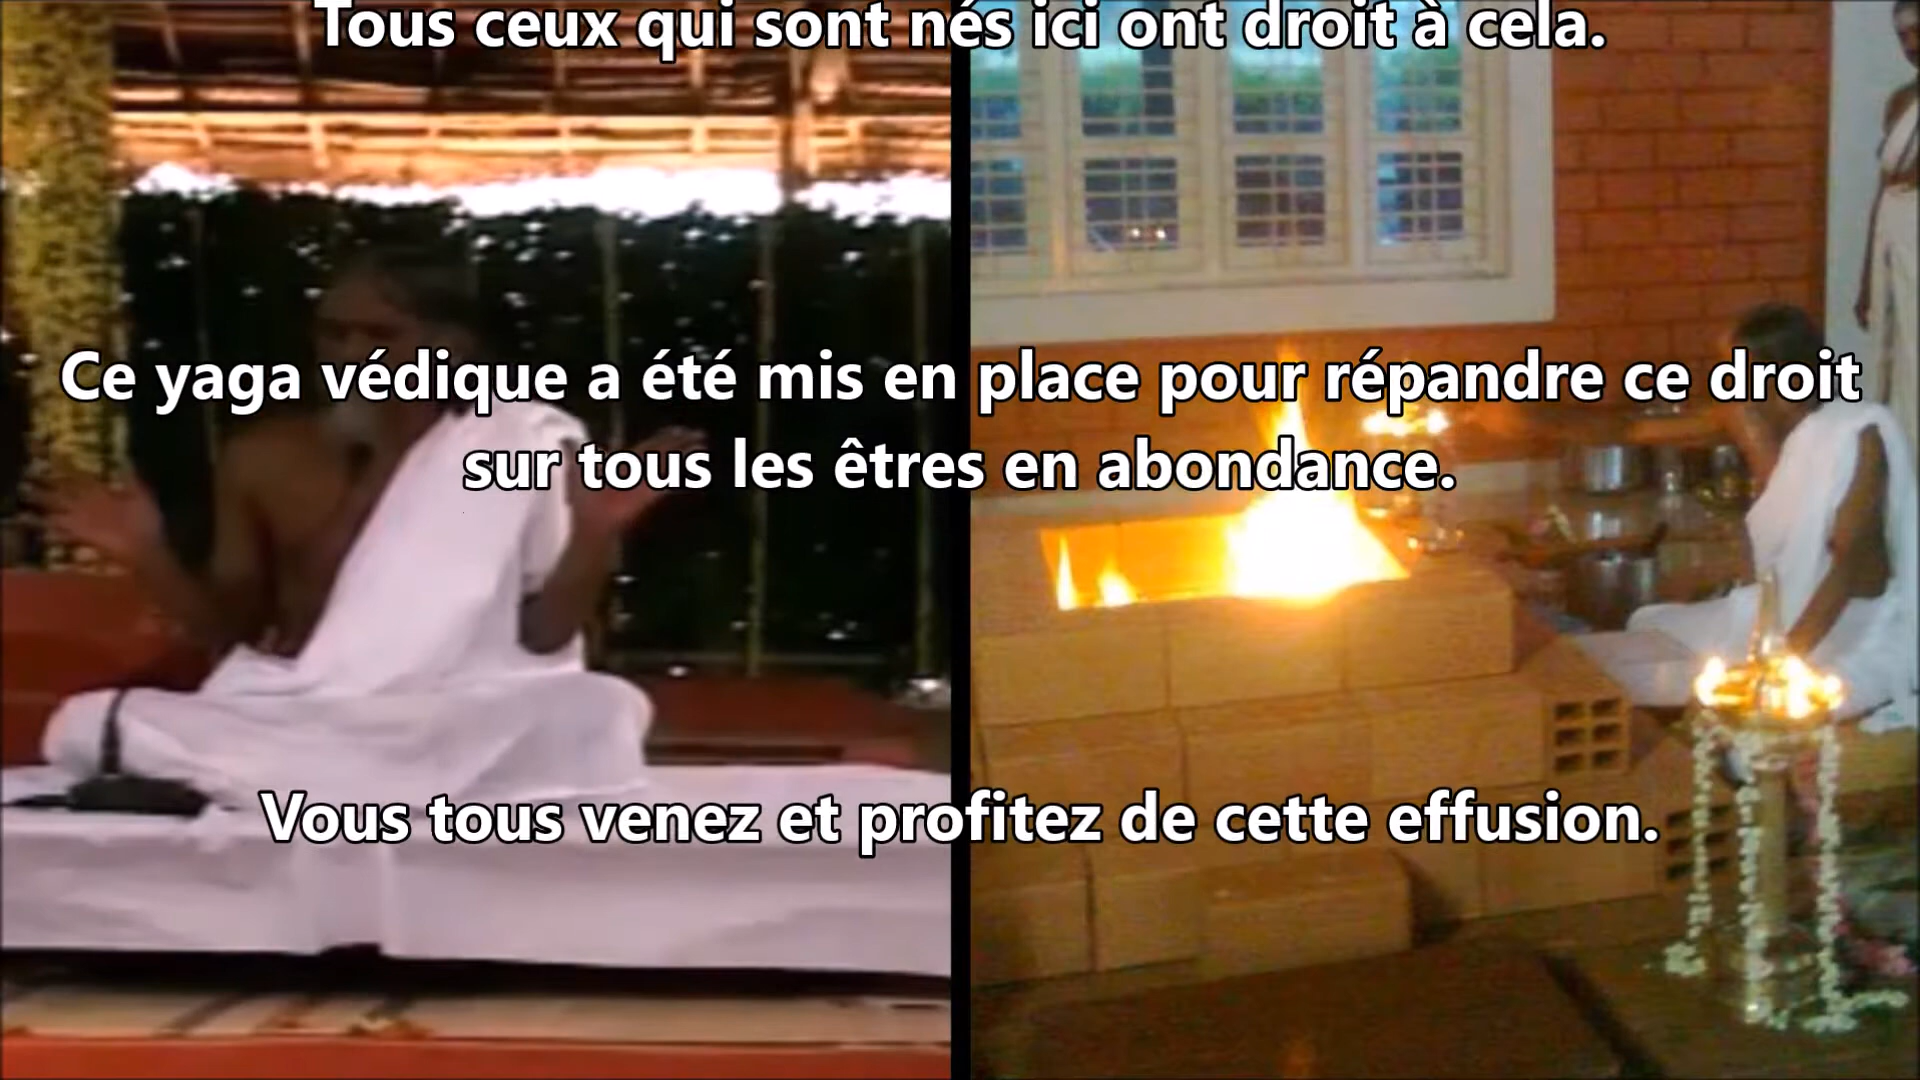 Tous ceux qui sont nés ici ont droit à cela.
Ce yaga védique a été mis en place pour répandre ce droit
sur tous les êtres en abondance.
Vous tous venez et profitez de cette effusion.